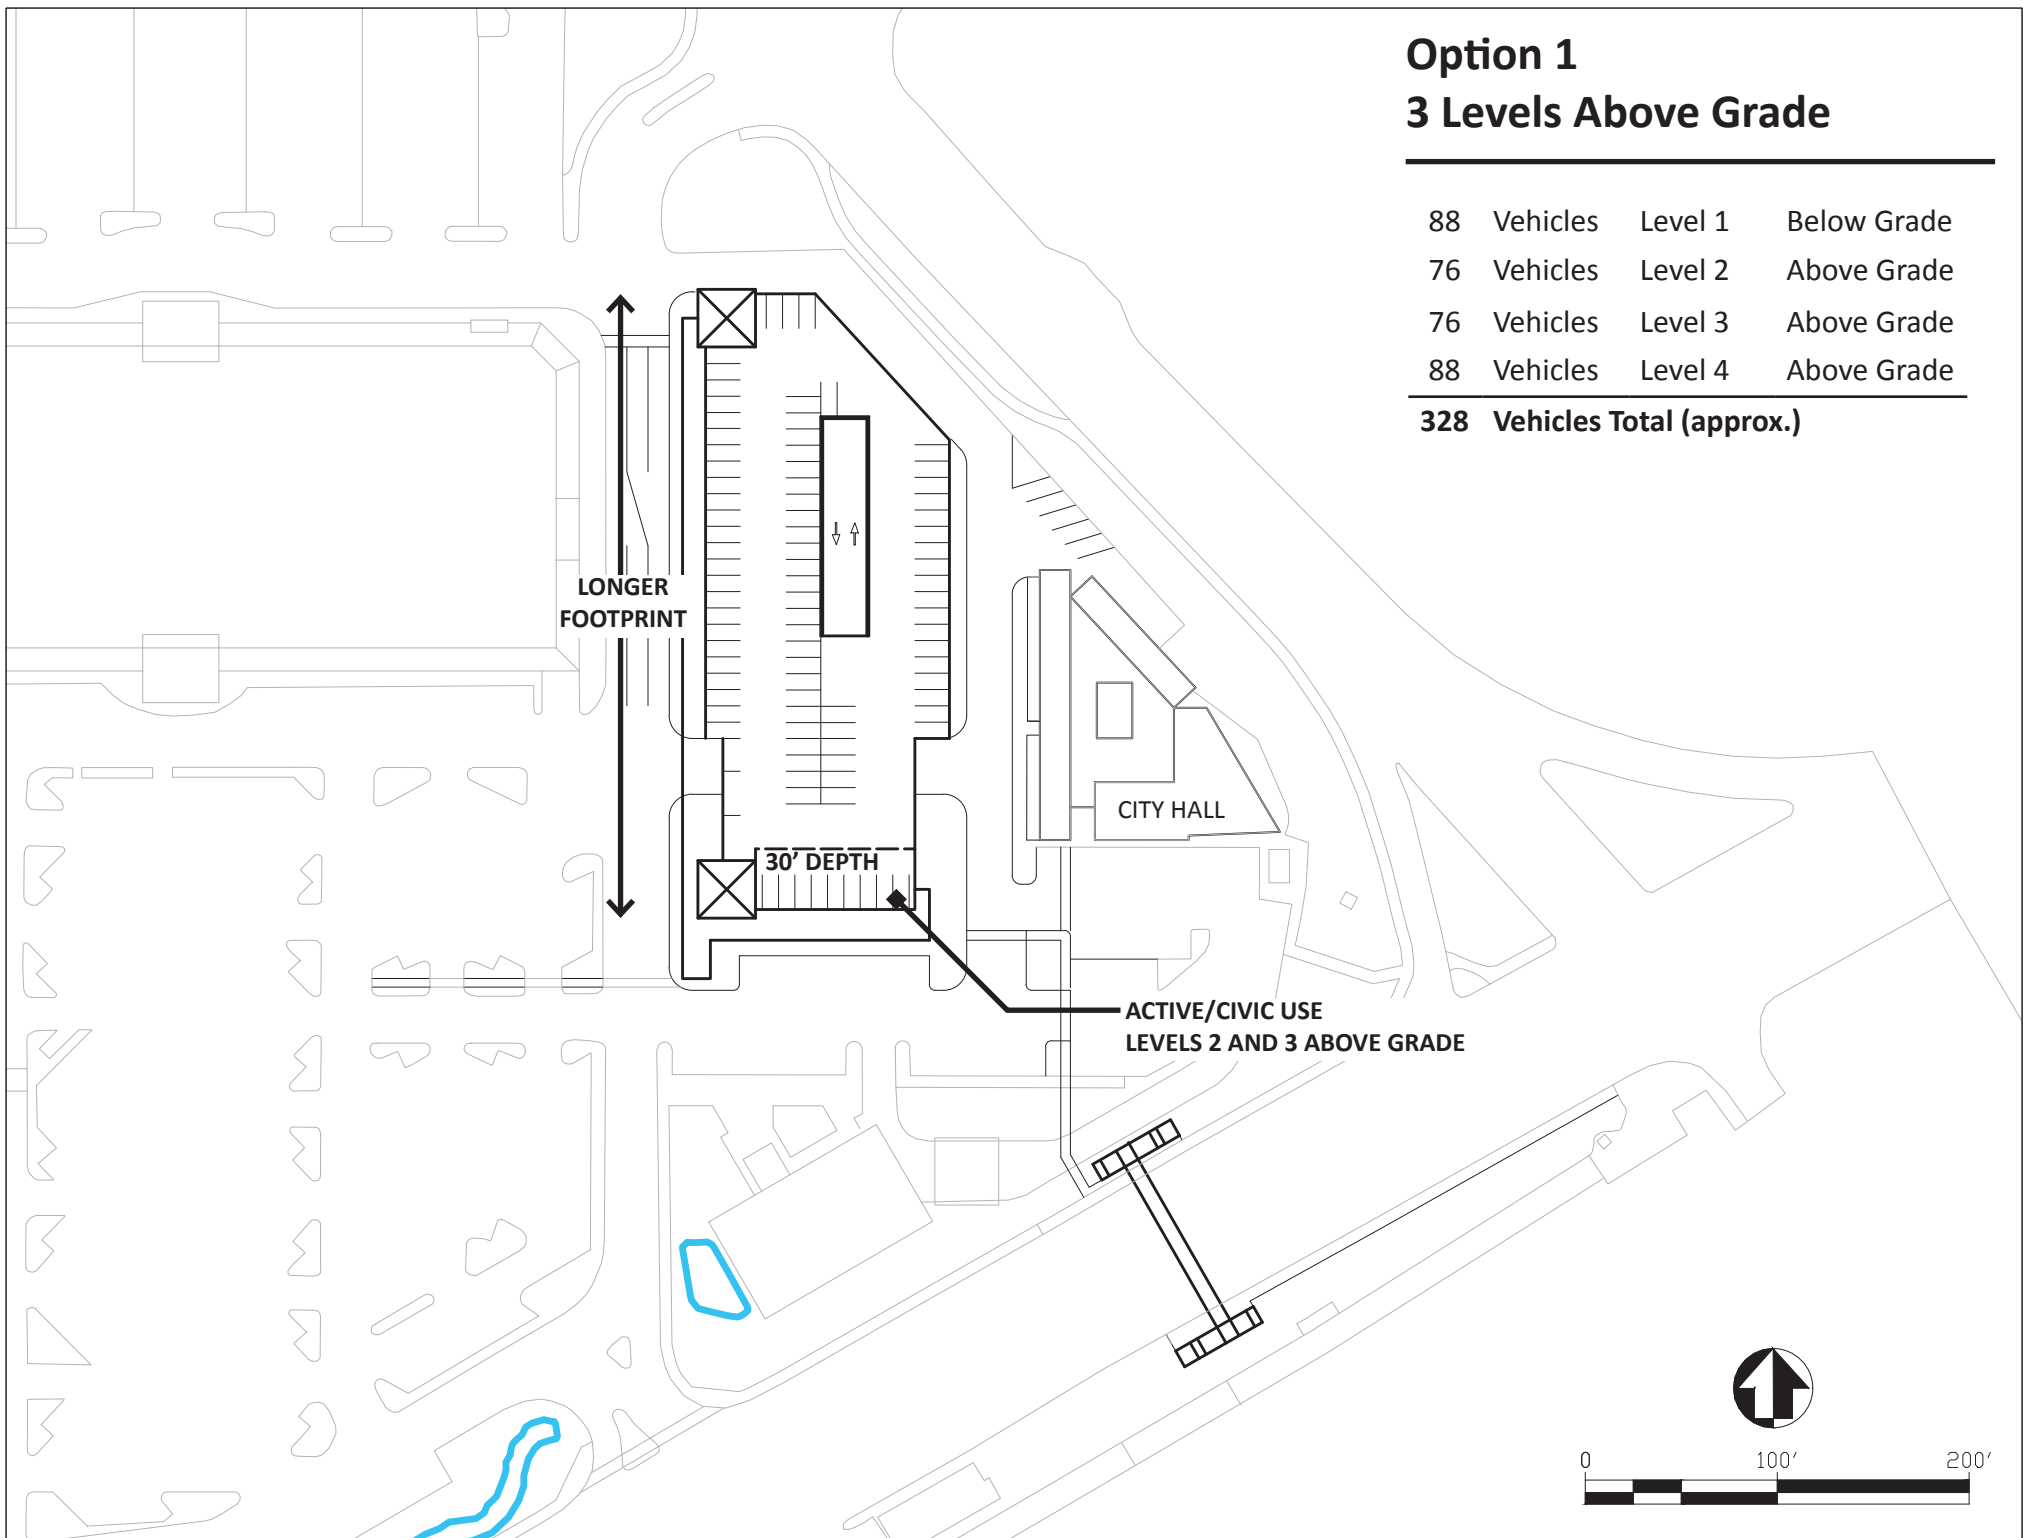 Option 1
3 Levels Above Grade
88 Vehicles Level 1 Below Grade
76 Vehicles Level 2 Above Grade
76 Vehicles Level 3 Above Grade
88 Vehicles Level 4 Above Grade
328 Vehicles Total (approx.)
LONGER
FOOTPRINT
CITY HALL
30’ DEPTH
ACTIVE/CIVIC USE
LEVELS 2 AND 3 ABOVE GRADE
0 100′ 200′